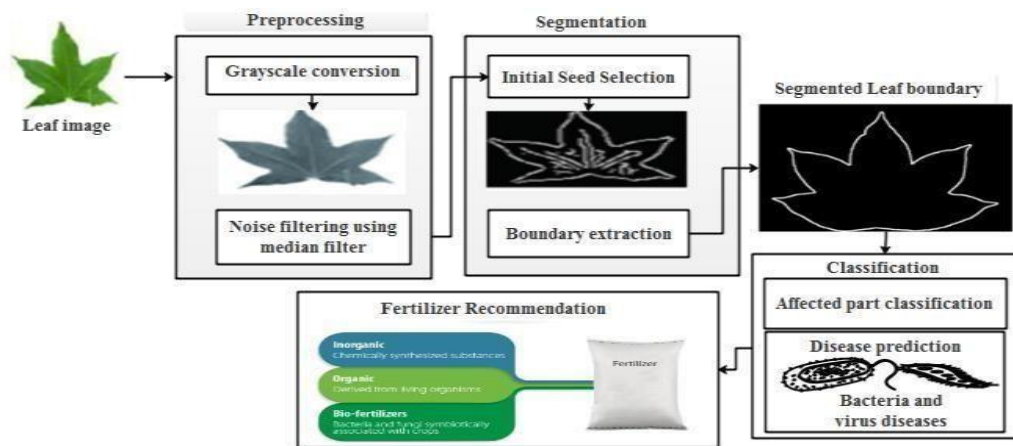 Leaf image
Preprocessing
Grayscale conversion
Noise filtering using
median filter
Segmentation
Initial Seed Selection
Boundary extraction
Segmented Leaf boundary
Classification
Affected part classification
Disease prediction
Bacteria and
virus diseases
Fertilizer Recommendation
Inorganic
Chemically synthesized substances
Organic
Derived from living organisms
Bio-fertilizers
Bacteria and fungi symbiotically
associated with crops
Fertilizer